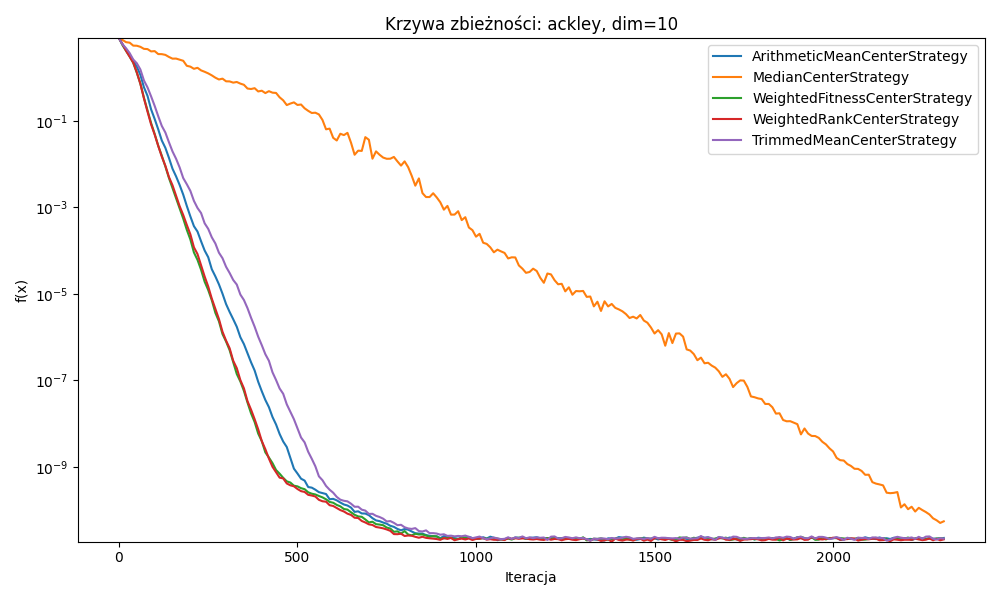 Krzywa zbieżności: ackley, dim=10
ArithmeticMeanCenterStrategy
MedianCenterStrategy
WeightedFitnessCenterStrategy
WeightedRankCenterStrategy
TrimmedMeanCenterStrategy
f(x)
10⁻¹
10⁻³
10⁻⁵
10⁻⁷
10⁻⁹
0 500 1000 1500 2000
Iteracja